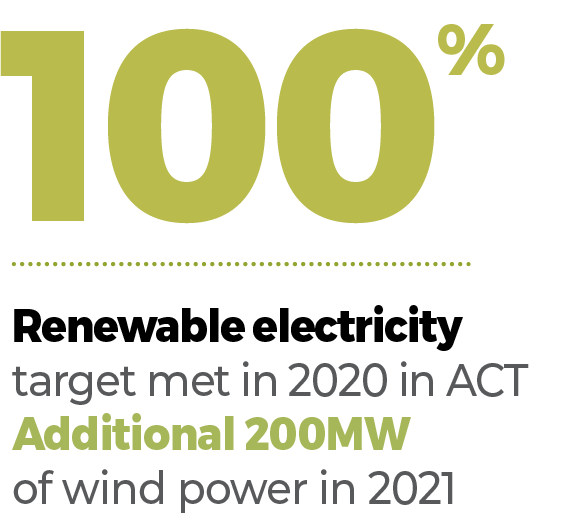 100%
Renewable electricity
target met in 2020 in ACT
Additional 200MW
of wind power in 2021